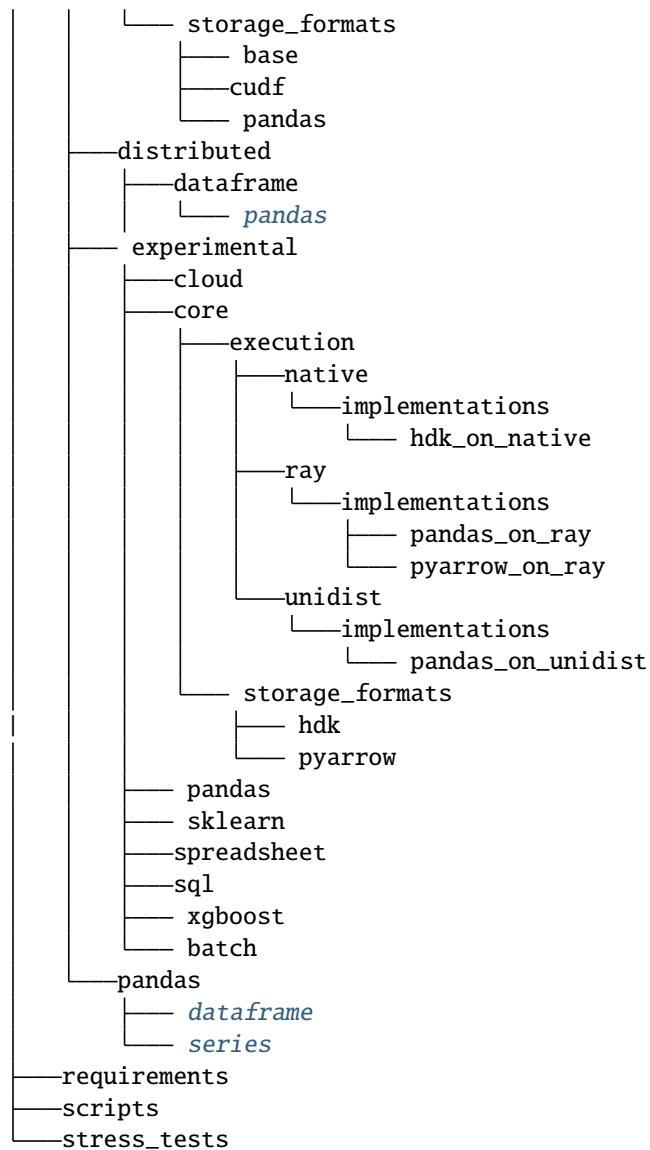 storage_formats
base
cudf
pandas
distributed
dataframe
pandas
experimental
cloud
core
execution
native
implementations
hdk_on_native
ray
implementations
pandas_on_ray
pyarrow_on_ray
unidist
implementations
pandas_on_unidist
storage_formats
hdk
pyarrow
pandas
sklearn
spreadsheet
sql
xgboost
batch
pandas
dataframe
series
requirements
scripts
stress_tests